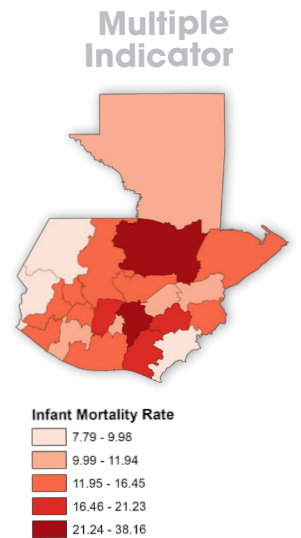 Multiple
Indicator
Infant Mortality Rate
7.79 - 9.98
9.99 - 11.94
11.95 - 16.45
16.46 - 21.23
21.24 - 38.16